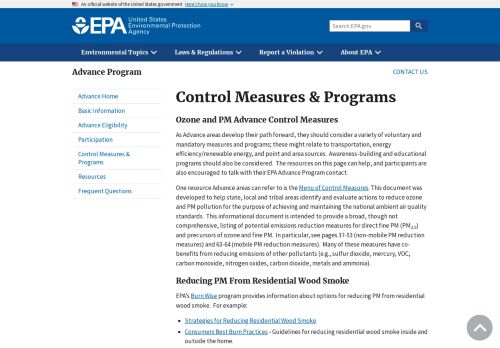 An official website of the United States government Here's how you know
EPA United States
Environmental Protection
Agency
Search EPA.gov
Environmental Topics Laws & Regulations Report a Violation About EPA
Advance Program
CONTACT US
Advance Home
Basic Information
Advance Eligibility
Participation
Control Measures &
Programs
Resources
Frequent Questions
Control Measures & Programs
Ozone and PM Advance Control Measures
As Advance areas develop their path forward, they should consider a variety of voluntary and
mandatory measures and programs; these might relate to transportation, energy
efficiency/renewable energy, and point and area sources. Awareness-building and educational
programs should also be considered. The resources on this page can help, and participants are
also encouraged to talk with their EPA Advance Program contact.
One resource Advance areas can refer to is the Menu of Control Measures. This document was
developed to help state, local and tribal areas identify and evaluate actions to reduce ozone
and PM pollution for the purpose of achieving and maintaining the national ambient air quality
standards. This informational document is intended to provide a broad, though not
comprehensive, listing of potential emissions reduction measures for direct fine PM (PM2.5)
and precursors of ozone and fine PM. In particular, see pages 37-53 (non-mobile PM reduction
measures) and 63-64 (mobile PM reduction measures). Many of these measures have co-
benefits from reducing emissions of other pollutants (e.g., sulfur dioxide, mercury, VOC,
carbon monoxide, nitrogen oxides, carbon dioxide, metals and ammonia).
Reducing PM From Residential Wood Smoke
EPA's Burn Wise program provides information about options for reducing PM from residential
wood smoke. For example:
Strategies for Reducing Residential Wood Smoke
Consumers Best Burn Practices - Guidelines for reducing residential wood smoke inside and
outside the home.